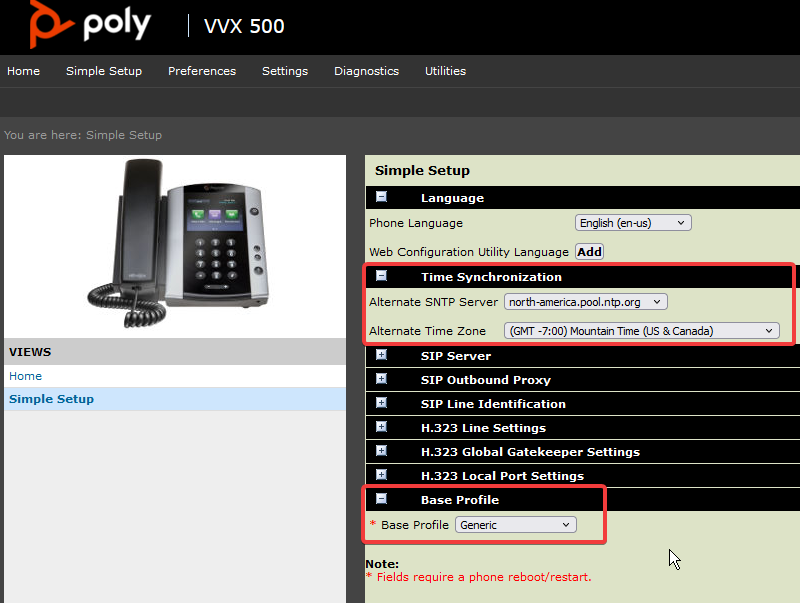 poly
VVX 500
Home Simple Setup Preferences Settings Diagnostics Utilities
You are here: Simple Setup
VIEWS
Home
Simple Setup
Simple Setup
Language
Phone Language English (en-us)
Web Configuration Utility Language Add
Time Synchronization
Alternate SNTP Server north-america.pool.ntp.org
Alternate Time Zone (GMT -7:00) Mountain Time (US & Canada)
SIP Server
SIP Outbound Proxy
SIP Line Identification
H.323 Line Settings
H.323 Global Gatekeeper Settings
H.323 Local Port Settings
Base Profile
* Base Profile Generic
Note:
* Fields require a phone reboot/restart.